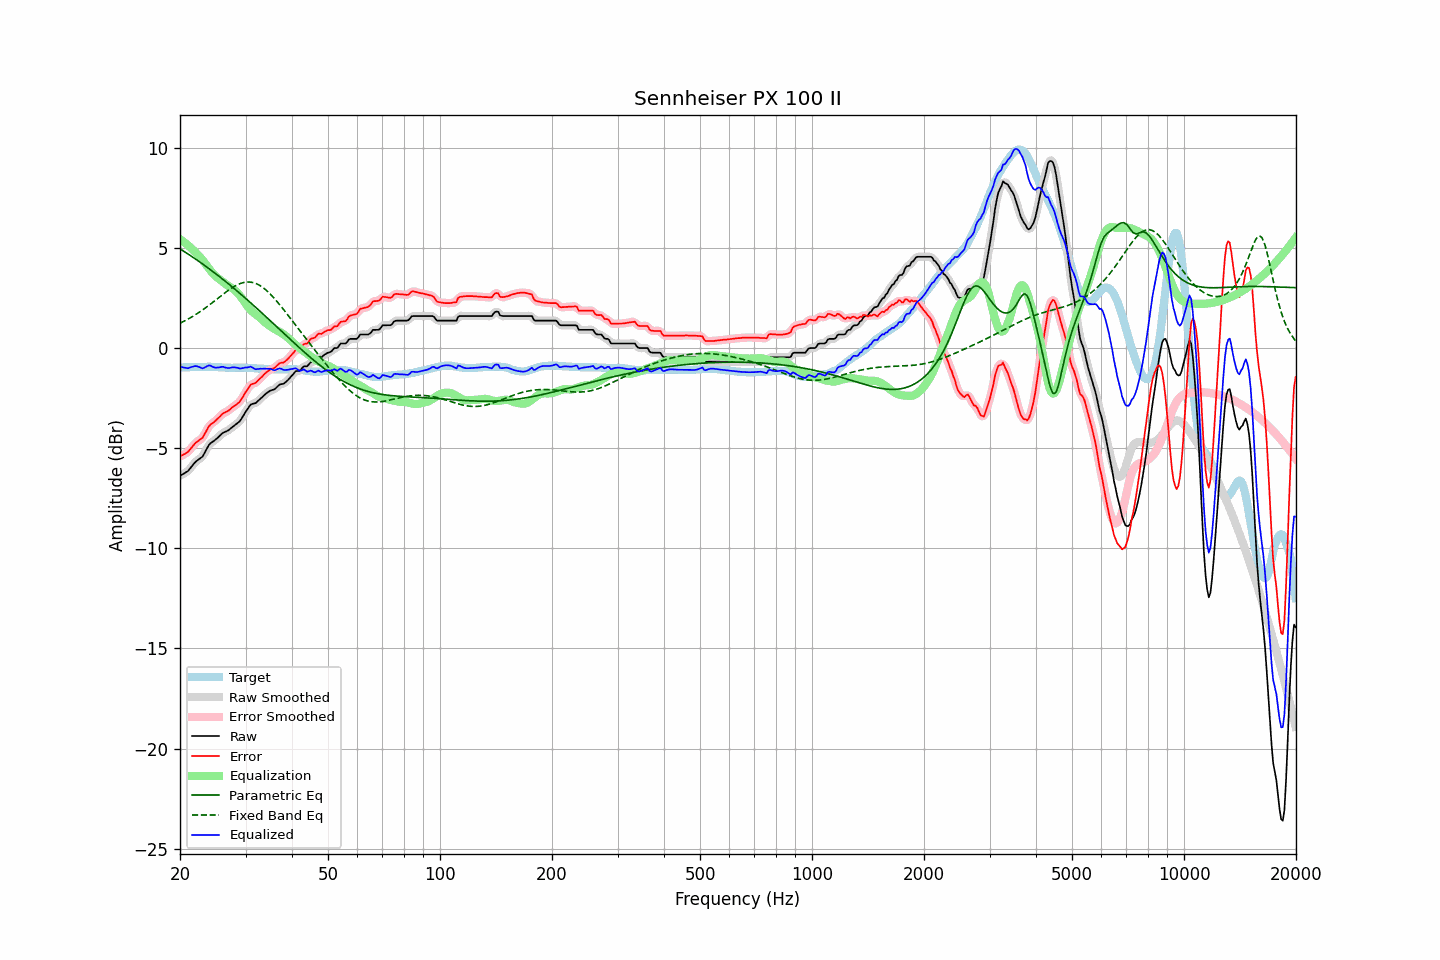 Sennheiser PX 100 II
Amplitude (dBr)
10
5
0
−5
−10
−15
−20
−25
Target
Raw Smoothed
Error Smoothed
Raw
Error
Equalization
Parametric Eq
Fixed Band Eq
Equalized
20 50 100 200 500 1000 2000 5000 10000 20000
Frequency (Hz)